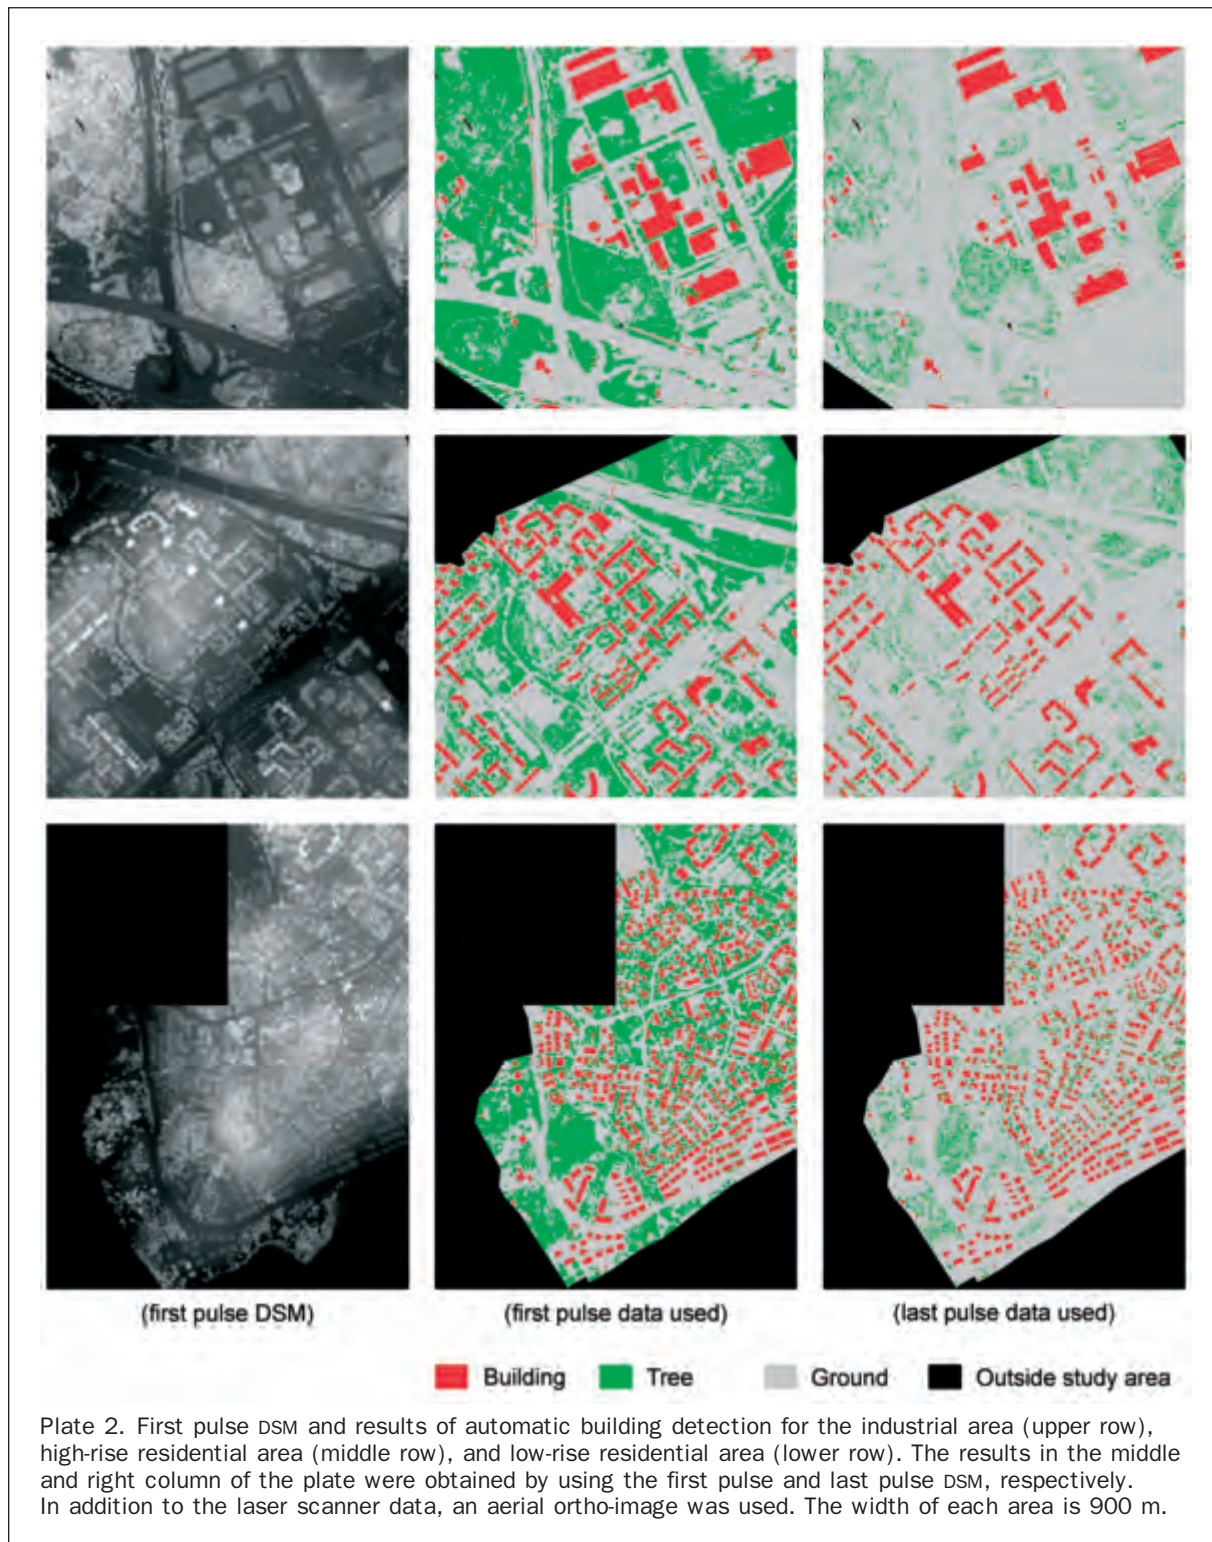 (first pulse DSM)
(first pulse data used)
(last pulse data used)
Building
Tree
Ground
Outside study area
Plate 2. First pulse DSM and results of automatic building detection for the industrial area (upper row),
high-rise residential area (middle row), and low-rise residential area (lower row). The results in the middle
and right column of the plate were obtained by using the first pulse and last pulse DSM, respectively.
In addition to the laser scanner data, an aerial ortho-image was used. The width of each area is 900 m.